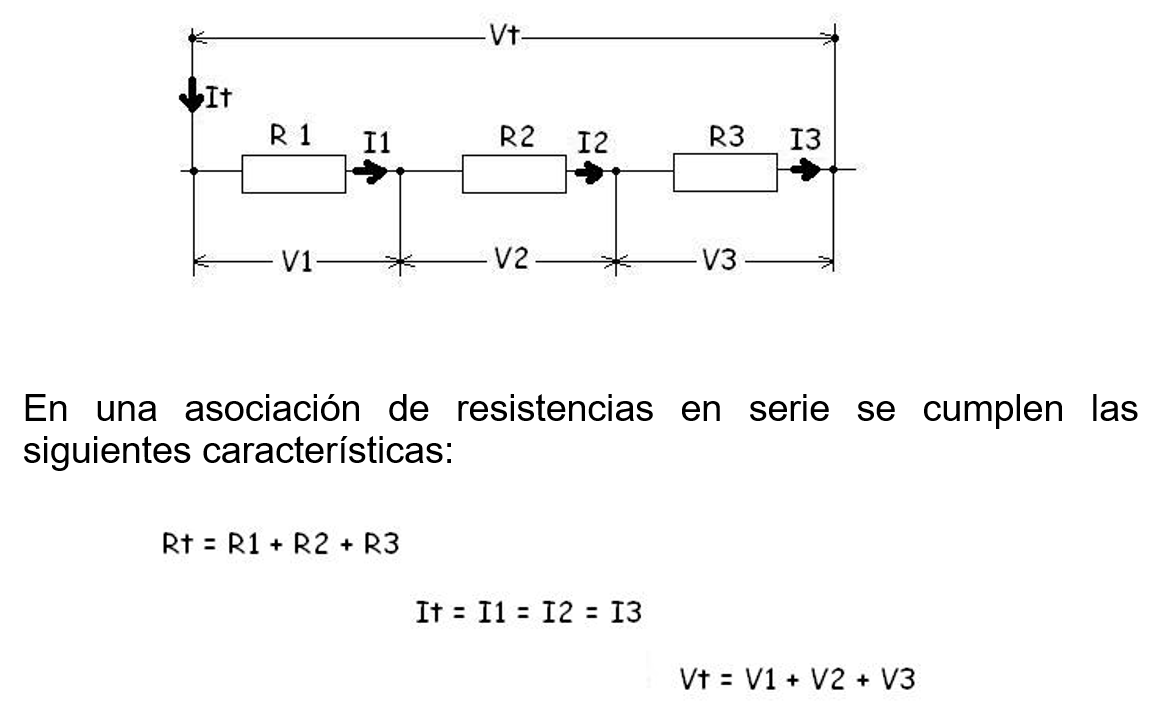 Vt
It
R 1 I1 R2 I2 R3 I3
V1 V2 V3
En una asociación de resistencias en serie se cumplen las
siguientes características:
Rt = R1 + R2 + R3
It = I1 = I2 = I3
Vt = V1 + V2 + V3